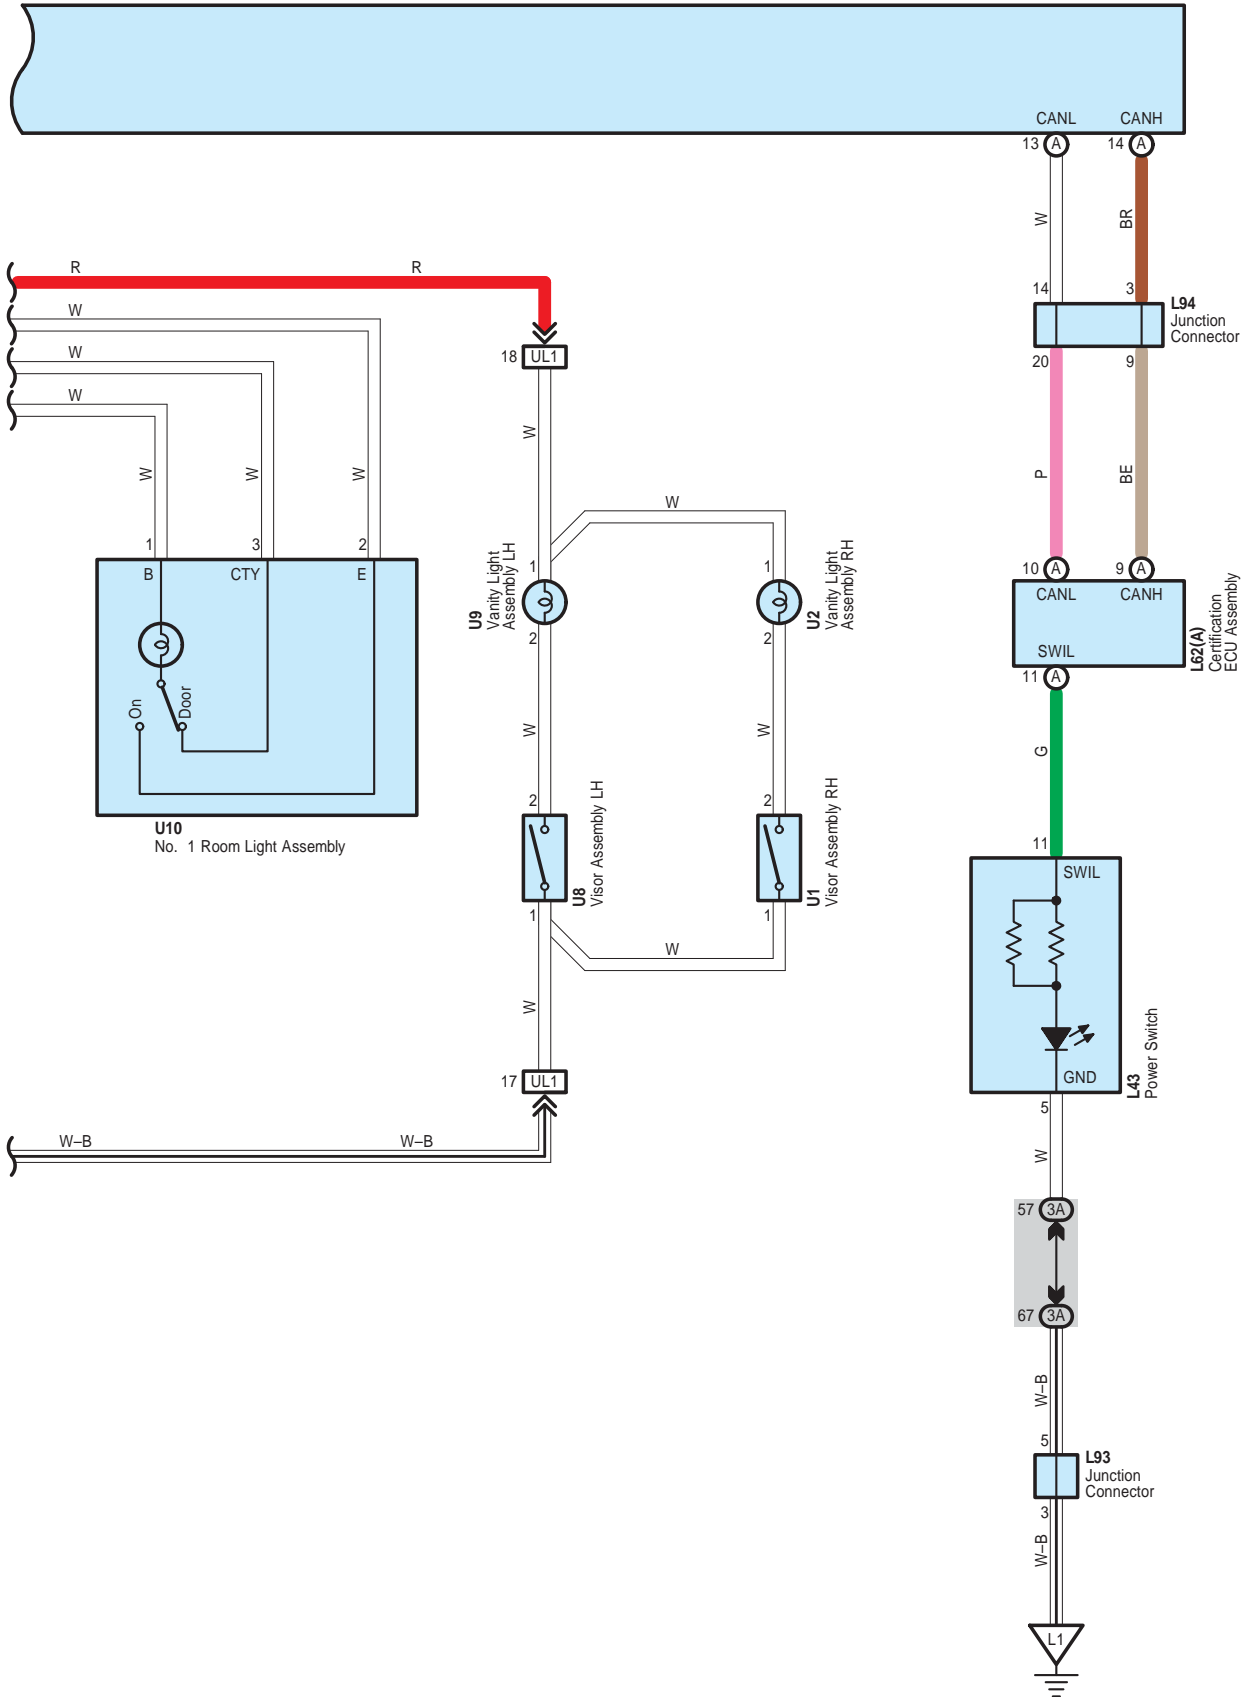 CANL CANH
13 A 14 A
W BR
R R
14 3
L94
Junction
Connector
W
18 UL1
20 9
W
W
W W W W
P BE
W
1 3 2
B CTY E
On
Door
U10
No. 1 Room Light Assembly
1
U9
Vanity Light
Assembly LH
2
1
U2
Vanity Light
Assembly RH
2
10 A 9 A
CANL CANH
SWIL
L62(A)
Certification
ECU Assembly
11 A
W W G
2
U8
Visor Assembly LH
1
2
U1
Visor Assembly RH
1
11
SWIL
GND
L43
Power Switch
W
W
17 UL1
5
W–B W–B
W
57 3A
67 3A
W–B
5
L93
Junction
Connector
3
W–B
L1